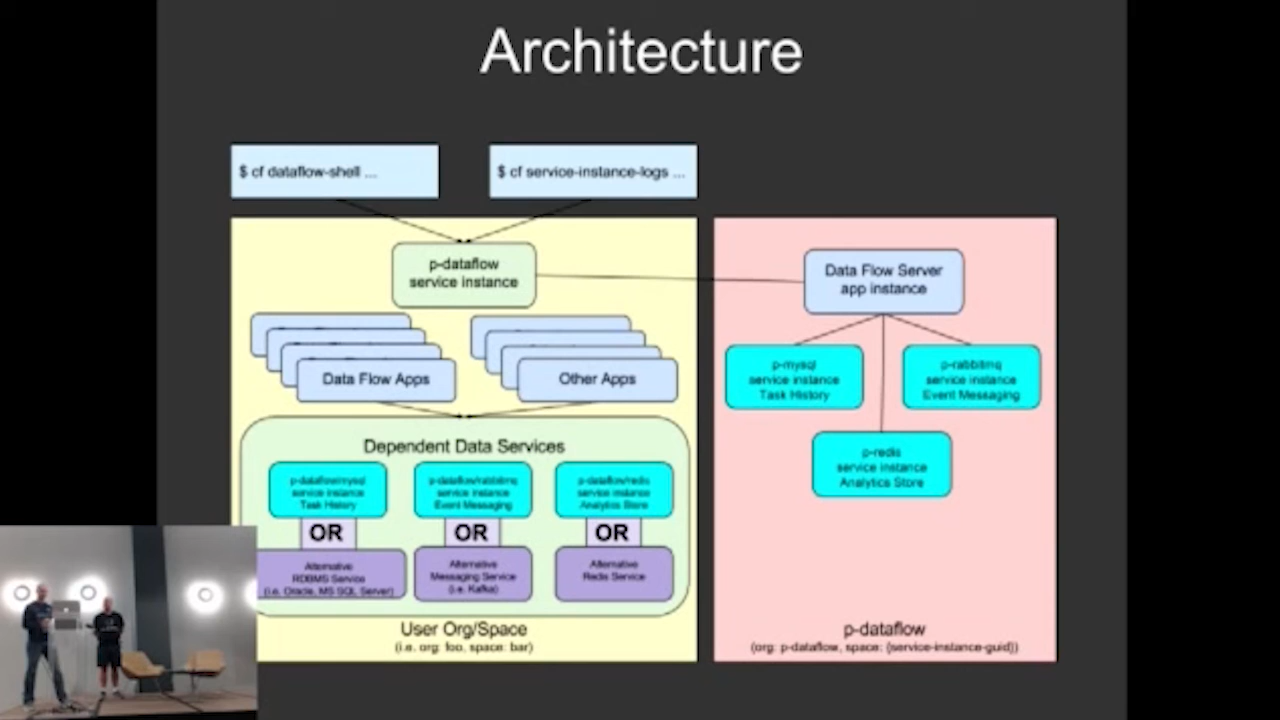 Architecture
$ cf dataflow-shell ...
$ cf service-instance-logs ...
p-dataflow
service instance
Data Flow Server
app instance
Data Flow Apps
Other Apps
p-mysql
service instance
Task History
p-rabbitmq
service instance
Event Messaging
p-redis
service instance
Analytics Store
Dependent Data Services
p-dataflow/mysql
service instance
Task History
p-dataflow/rabbitmq
service instance
Event Messaging
p-dataflow/redis
service instance
Analytics Store
OR
OR
OR
Alternative
RDBMS Service
(i.e. Oracle, MS SQL Server)
Alternative
Messaging Service
(i.e. Kafka)
Alternative
Redis Service
User Org/Space
(i.e. org: foo, space: bar)
p-dataflow
(org: p-dataflow, space: {service-instance-guid})